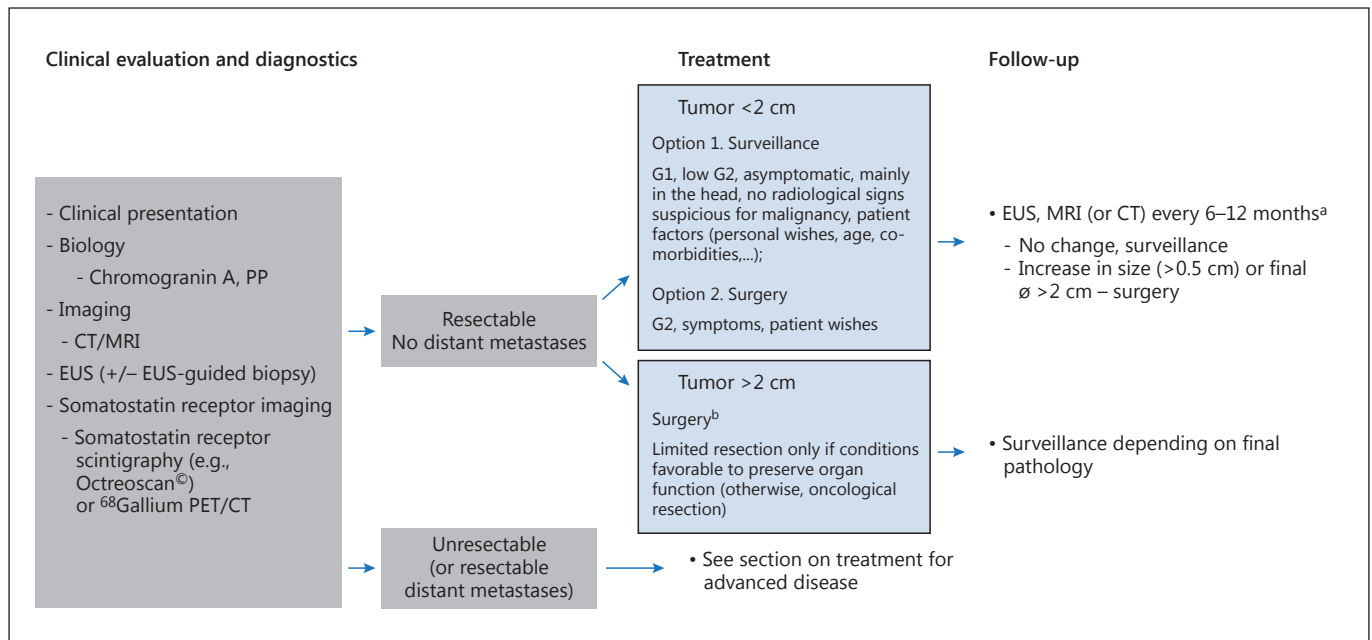 Clinical evaluation and diagnostics
Treatment
Follow-up
- Clinical presentation
- Biology
- Chromogranin A, PP
- Imaging
- CT/MRI
- EUS (+/– EUS-guided biopsy)
- Somatostatin receptor imaging
- Somatostatin receptor
scintigraphy (e.g.,
Octreoscan©)
or 68Gallium PET/CT
Resectable
No distant metastases
Tumor <2 cm
Option 1. Surveillance
G1, low G2, asymptomatic, mainly
in the head, no radiological signs
suspicious for malignancy, patient
factors (personal wishes, age, co-
morbidities,...);
Option 2. Surgery
G2, symptoms, patient wishes
• EUS, MRI (or CT) every 6–12 monthsa
- No change, surveillance
- Increase in size (>0.5 cm) or final
ø >2 cm – surgery
Tumor >2 cm
Surgeryb
Limited resection only if conditions
favorable to preserve organ
function (otherwise, oncological
resection)
• Surveillance depending on final
pathology
Unresectable
(or resectable
distant metastases)
• See section on treatment for
advanced disease